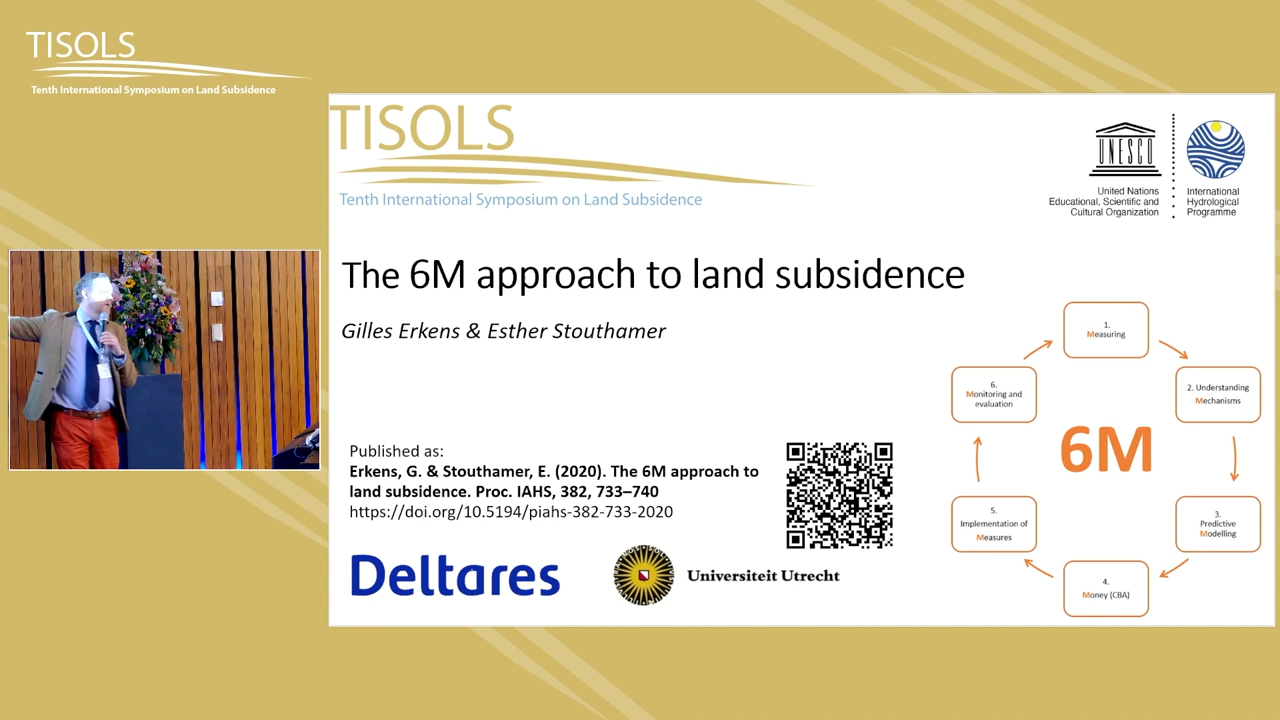 TISOLS
Tenth International Symposium on Land Subsidence
TISOLS
Tenth International Symposium on Land Subsidence
UNESCO
United Nations
Educational, Scientific and
Cultural Organization
International
Hydrological
Programme
The 6M approach to land subsidence
Gilles Erkens & Esther Stouthamer
1.
Measuring
2. Understanding
Mechanisms
3.
Predictive
Modelling
4.
Money (CBA)
5.
Implementation of
Measures
6.
Monitoring and
evaluation
6M
Published as:
Erkens, G. & Stouthamer, E. (2020). The 6M approach to
land subsidence. Proc. IAHS, 382, 733–740
https://doi.org/10.5194/piahs-382-733-2020
Deltares
Universiteit Utrecht